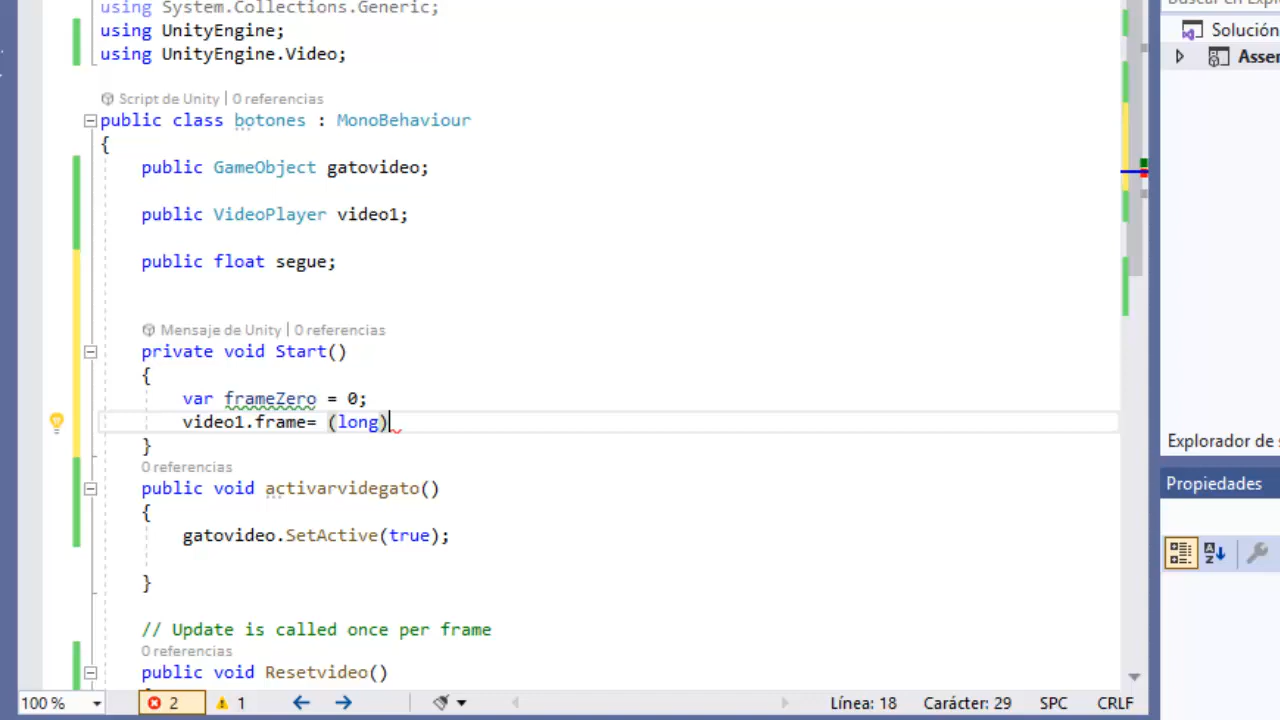 using System.Collections.Generic;
using UnityEngine;
using UnityEngine.Video;
Script de Unity | 0 referencias
public class botones : MonoBehaviour
{
public GameObject gatovideo;
public VideoPlayer video1;
public float segue;
Mensaje de Unity | 0 referencias
private void Start()
{
var frameZero = 0;
video1.frame= (long)
}
0 referencias
public void activarvidegato()
{
gatovideo.SetActive(true);
}
// Update is called once per frame
0 referencias
public void Resetvideo()
100 %
2
1
Línea: 18
Carácter: 29
SPC
CRLF
Solución
Asser
Explorador de
Propiedades